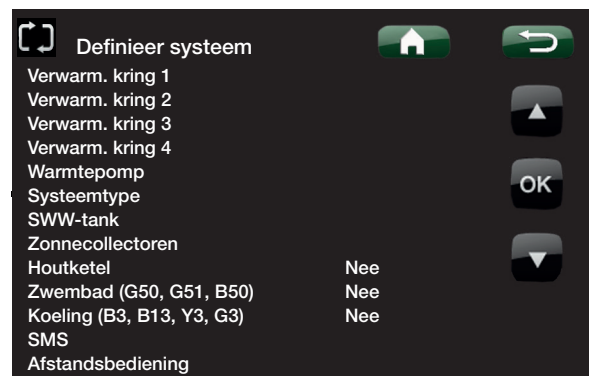 Definieer systeem
Verwarm. kring 1
Verwarm. kring 2
Verwarm. kring 3
Verwarm. kring 4
Warmtepomp
Systeemtype
SWW-tank
Zonnecollectoren
Houtketel Nee
Zwembad (G50, G51, B50) Nee
Koeling (B3, B13, Y3, G3) Nee
SMS
Afstandsbediening
OK